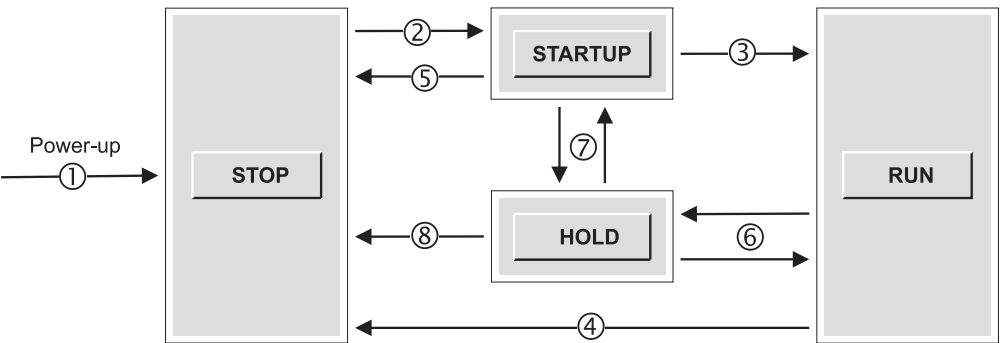 ②
STARTUP
③
⑤
Power-up
①
STOP
⑦
RUN
⑧
HOLD
⑥
④